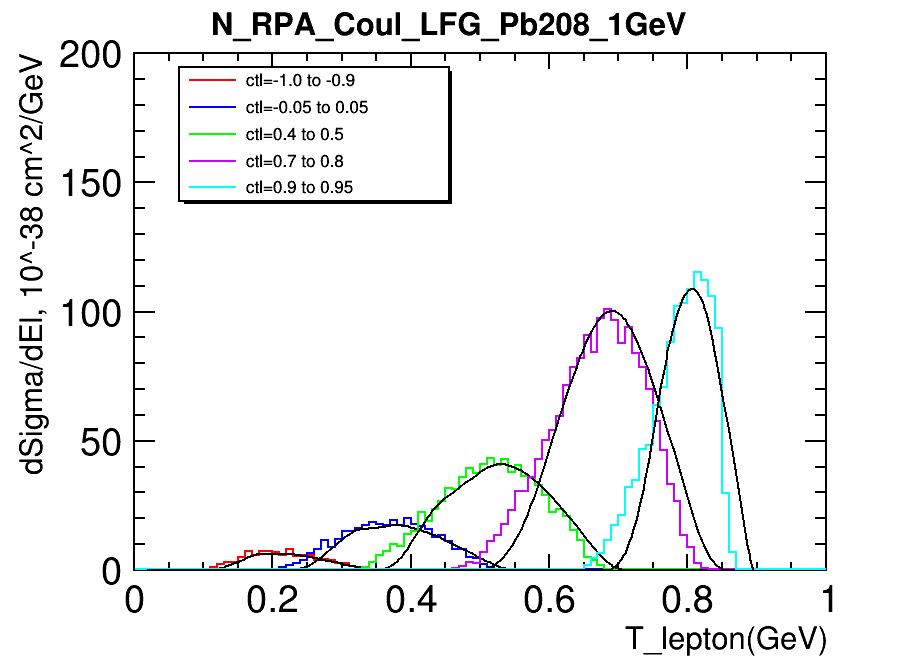 N_RPA_Coul_LFG_Pb208_1GeV
dSigma/dEl, 10^-38 cm^2/GeV
200
150
100
50
0
ctl=-1.0 to -0.9
ctl=-0.05 to 0.05
ctl=0.4 to 0.5
ctl=0.7 to 0.8
ctl=0.9 to 0.95
0 0.2 0.4 0.6 0.8 1
T_lepton(GeV)